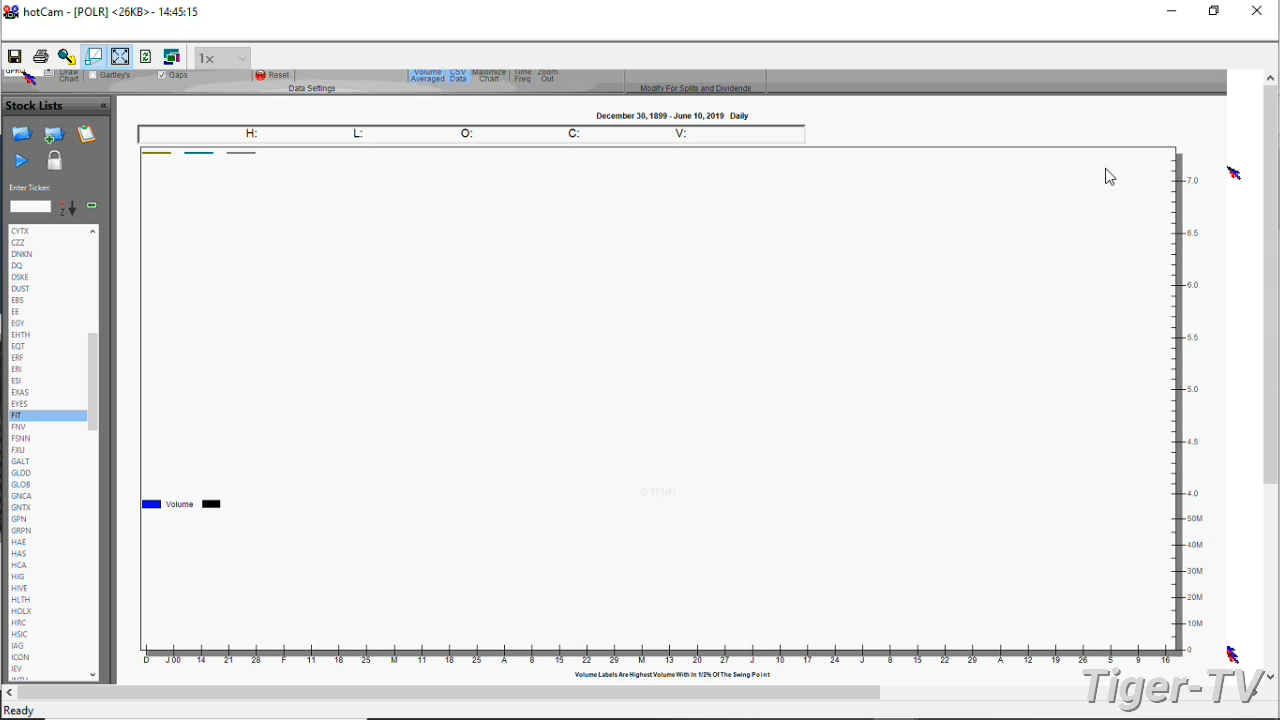 hotCam - [POLR] <26KB> - 14:45:15
1x
Draw Chart
Gartley's
Gaps
Reset
Volume Averaged
CSV Data
Maximize Chart
Time Freq
Zoom Out
Data Settings
Modify For Splits and Dividends
Stock Lists «
December 30, 1899 - June 10, 2019 Daily
H: L: O: C: V:
Enter Ticker:
CYTX
CZZ
DNKN
DQ
DSKE
DUST
EBS
EE
EGY
EHTH
EQT
ERF
ERI
ESI
EXAS
EYES
FIT
FNV
FSNN
FXU
GALT
GLDD
GLOB
GNCA
GNTX
GPN
GRPN
HAE
HAS
HCA
HIG
HIVE
HLTH
HOLX
HRC
HSIC
IAG
ICON
IEV
7.0
6.5
6.0
5.5
5.0
4.5
4.0
50M
40M
30M
20M
10M
0
© TFNN
Volume
D J 00 14 21 28 F 11 18 25 M 11 18 25 A 15 22 29 M 13 20 27 J 10 17 24 J 8 15 22 29 A 12 19 26 S 9 16
Volume Labels Are Highest Volume With In 1/2% Of The Swing Point
Tiger-TV
Ready